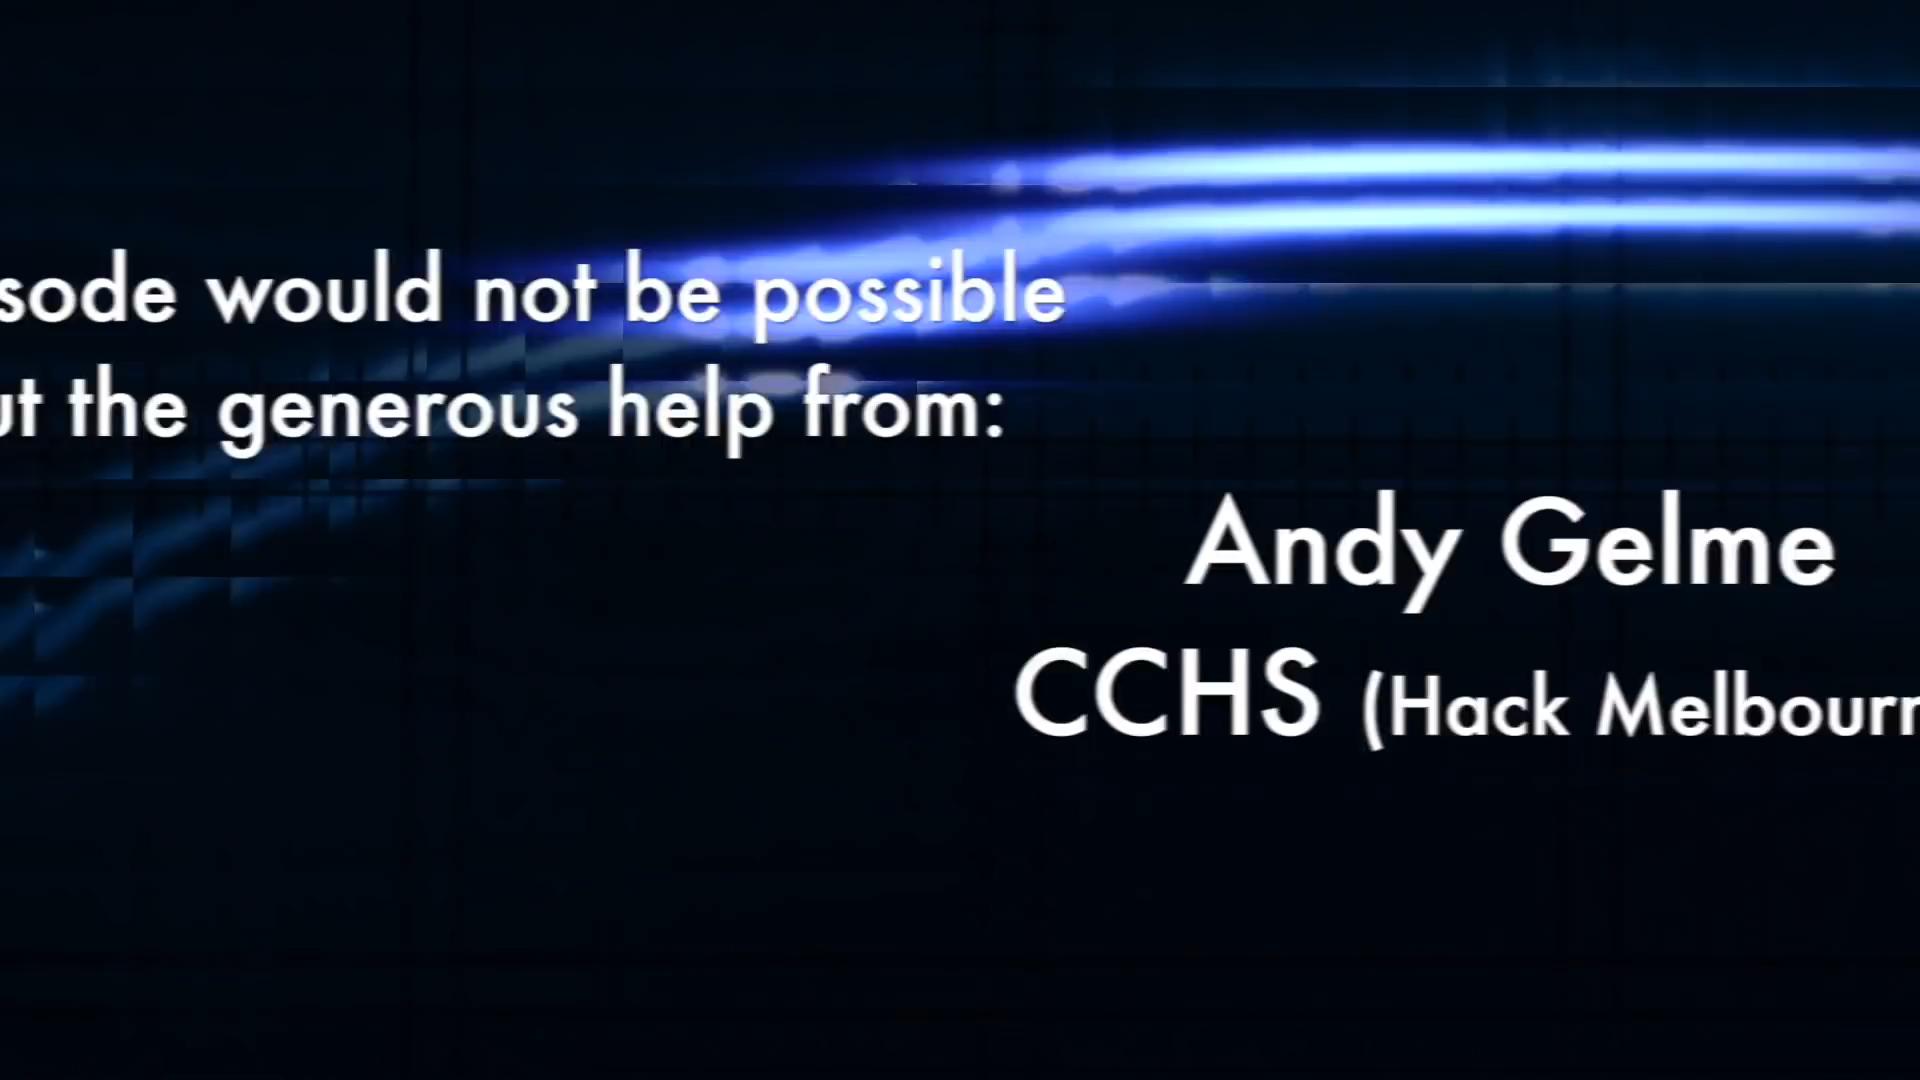 sode would not be possible
ut the generous help from:
Andy Gelme
CCHS (Hack Melbourn